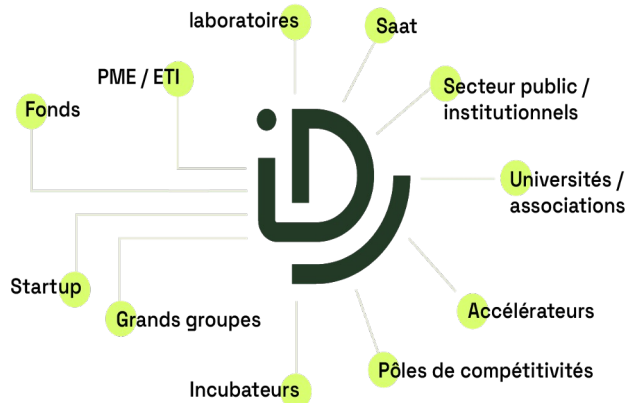 laboratoires
Saat
PME / ETI
Secteur public /
institutionnels
Fonds
Universités /
associations
Startup
Grands groupes
Accélérateurs
Pôles de compétitivités
Incubateurs